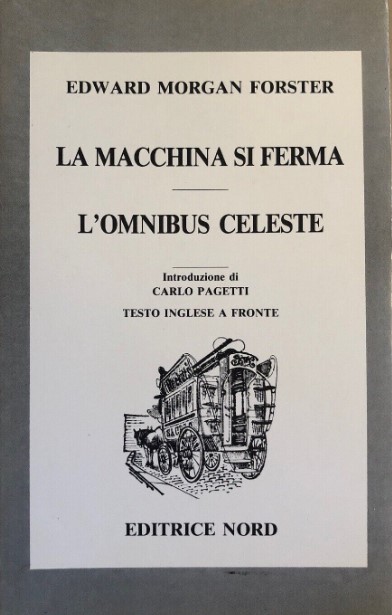 EDWARD MORGAN FORSTER
LA MACCHINA SI FERMA
L'OMNIBUS CELESTE
Introduzione di
CARLO PAGETTI
TESTO INGLESE A FRONTE
EDITRICE NORD